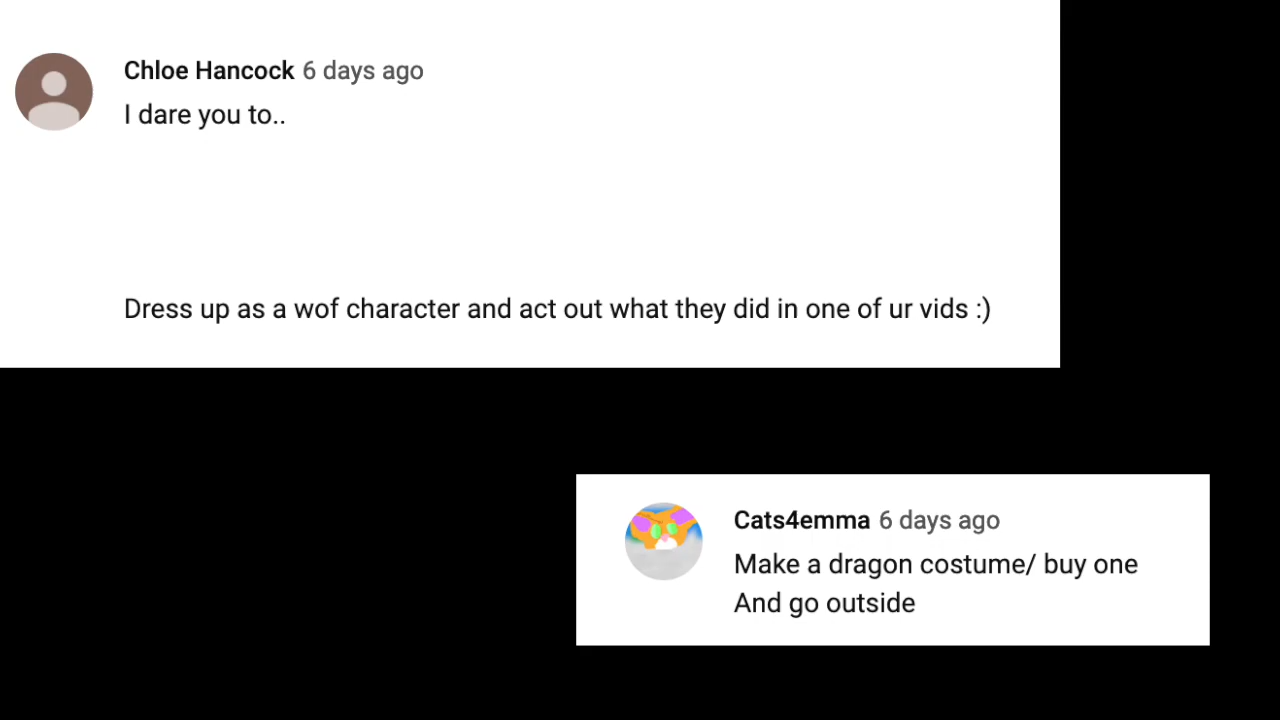 Chloe Hancock 6 days ago
I dare you to..
Dress up as a wof character and act out what they did in one of ur vids :)
Cats4emma 6 days ago
Make a dragon costume/ buy one
And go outside